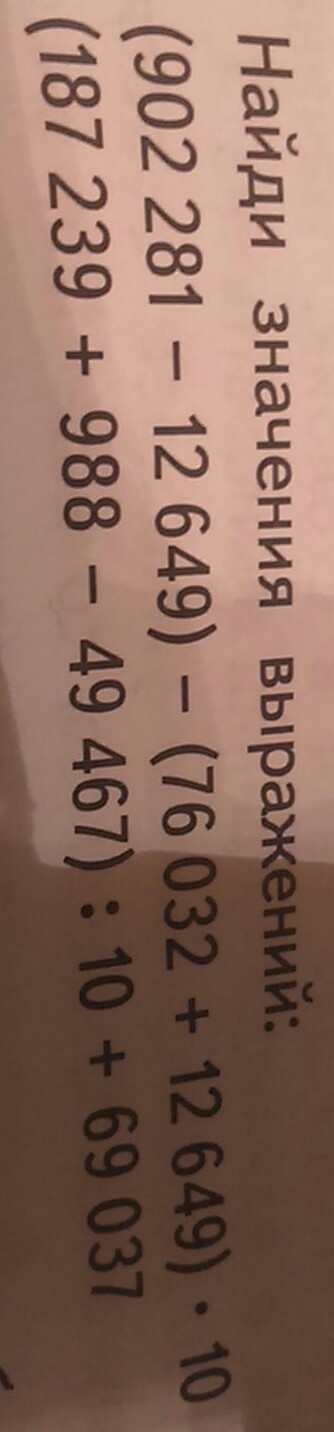 Найди значения выражений:
(902 281 – 12 649) – (76 032 + 12 649) · 10
(187 239 + 988 – 49 467) : 10 + 69 037